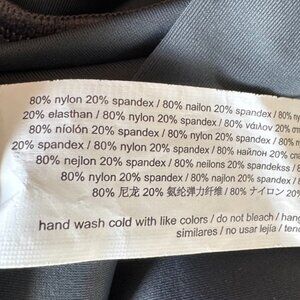 80% nylon 20% spandex / 80% nailon 20% spandex / 80% ny
20% elasthan / 80% nylon 20% spandex / 80% νάιλον 20%
80% níolón / 20% spandex / 80% nylon 20% spandex / 80%
20% spandex / 80% nylon 20% spandex / 80% найлон 20% сп
80% nejlon 20% spandex / 80% neilons 20% spandekss / 8
80% nylon 20% spandex / 80% najlon 20% spandex /
80% 尼龙 20% 氨纶弹力纤维 / 80% ナイロン 20%
hand wash cold with like colors / do not bleach / hang
similares / no usar lejía / tend